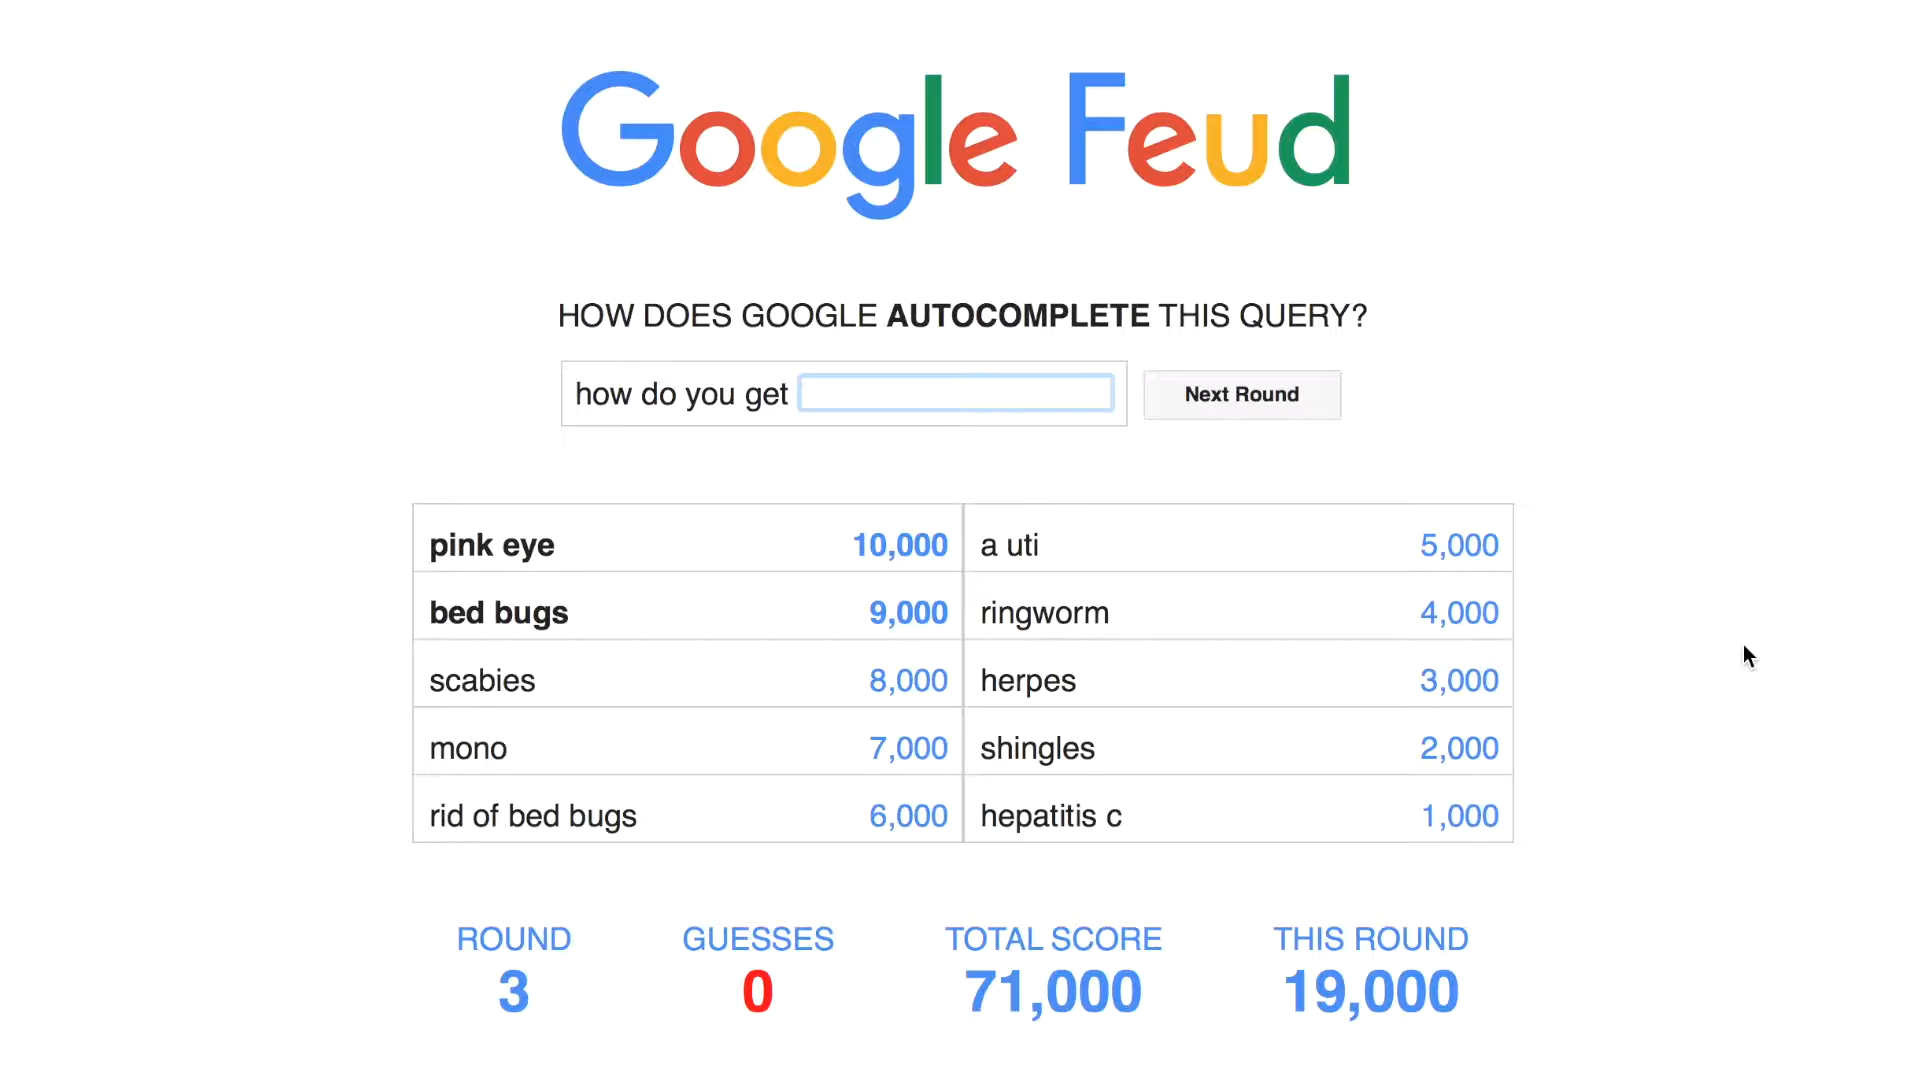 Google Feud
HOW DOES GOOGLE AUTOCOMPLETE THIS QUERY?
how do you get
Next Round
pink eye 10,000
a uti 5,000
bed bugs 9,000
ringworm 4,000
scabies 8,000
herpes 3,000
mono 7,000
shingles 2,000
rid of bed bugs 6,000
hepatitis c 1,000
ROUND GUESSES TOTAL SCORE THIS ROUND
3 0 71,000 19,000